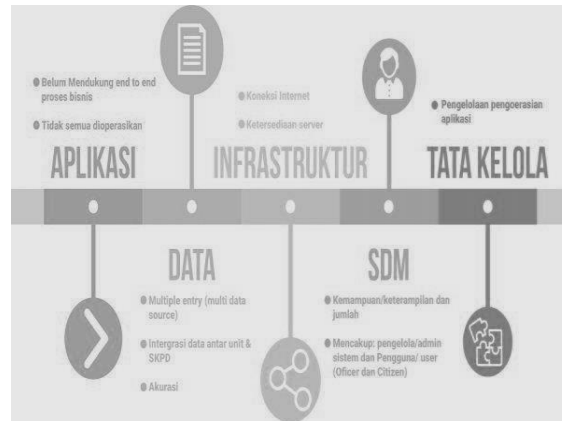 ● Belum Mendukung end to end
proses bisnis
● Tidak semua dioperasikan
APLIKASI
● Koneksi Internet
● Ketersediaan server
INFRASTRUKTUR
● Pengelolaan pengoerasian
aplikasi
TATA KELOLA
DATA
● Multiple entry (multi data
source)
● Intergrasi data antar unit &
SKPD
● Akurasi
SDM
● Kemampuan/keterampilan dan
jumlah
● Mencakup: pengelola/admin
sistem dan Pengguna/ user
(Oficer dan Citizen)